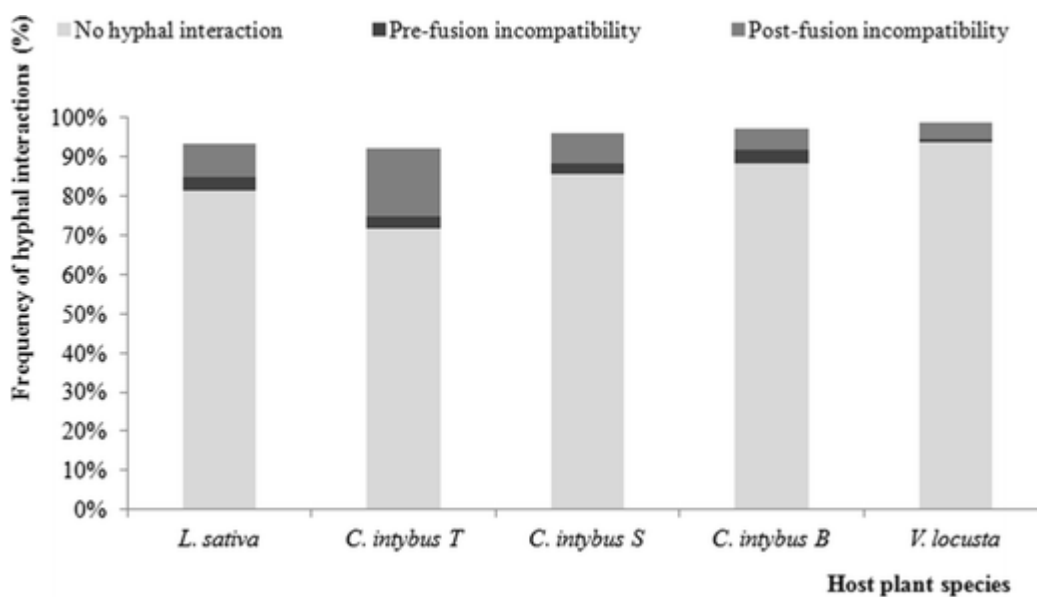 No hyphal interaction Pre-fusion incompatibility Post-fusion incompatibility
Frequency of hyphal interactions (%)
100%
90%
80%
70%
60%
50%
40%
30%
20%
10%
0%
L. sativa C. intybus T C. intybus S C. intybus B V. locusta
Host plant species